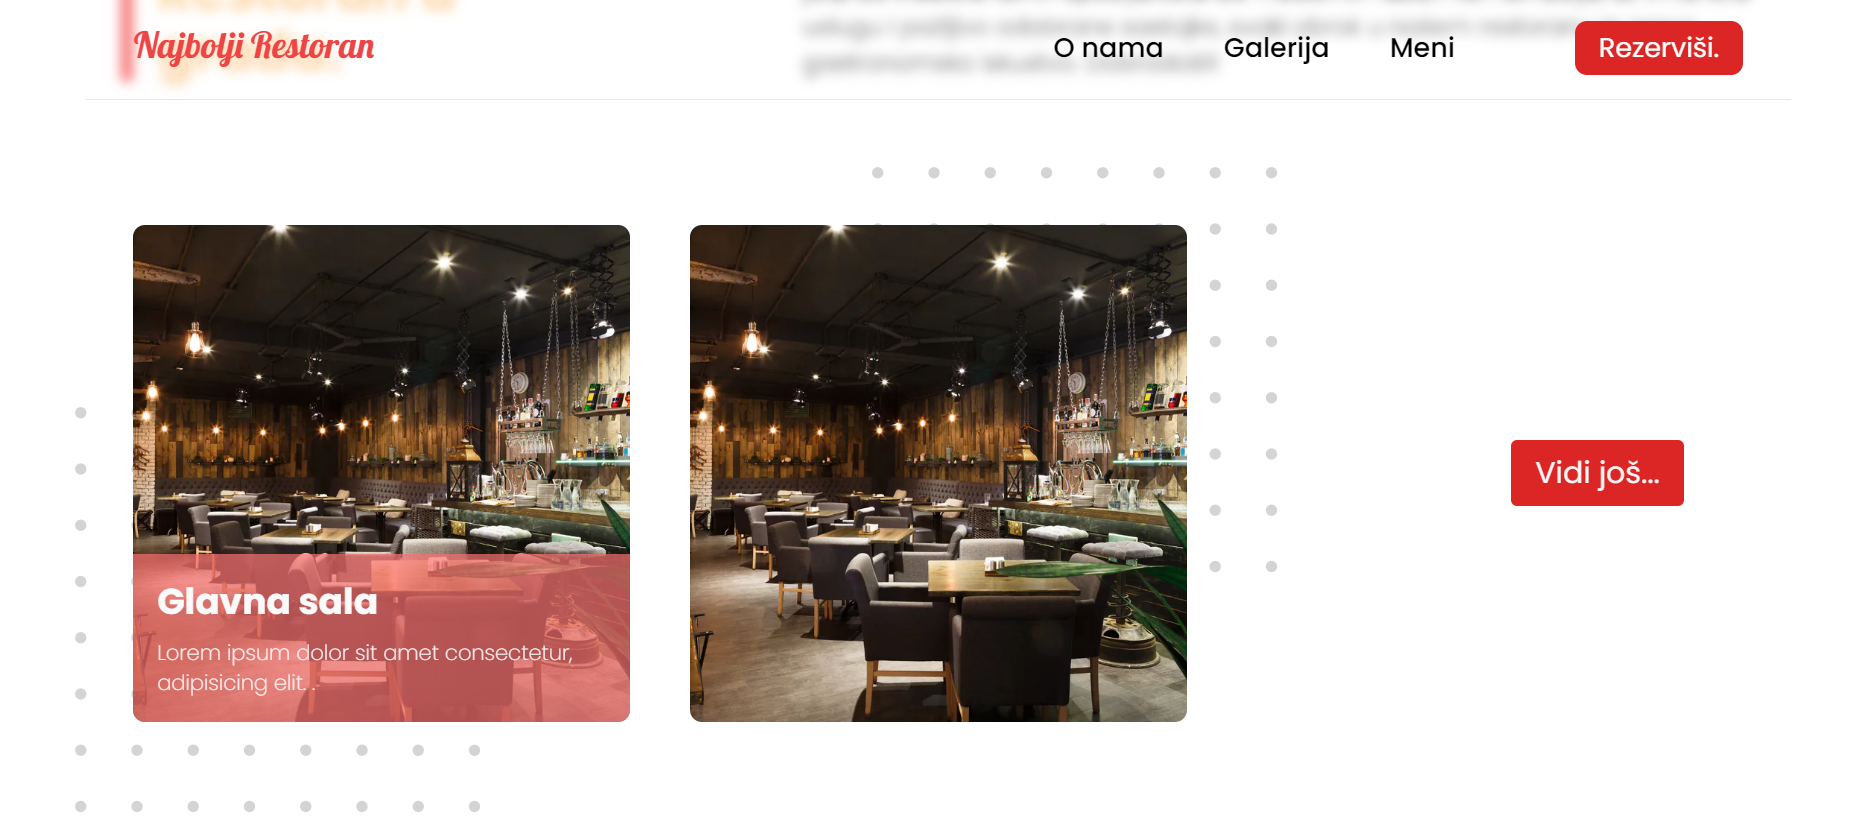 Najbolji Restoran
O nama
Galerija
Meni
Rezerviši.
Vidi još...
Glavna sala
Lorem ipsum dolor sit amet consectetur,
adipisicing elit. .